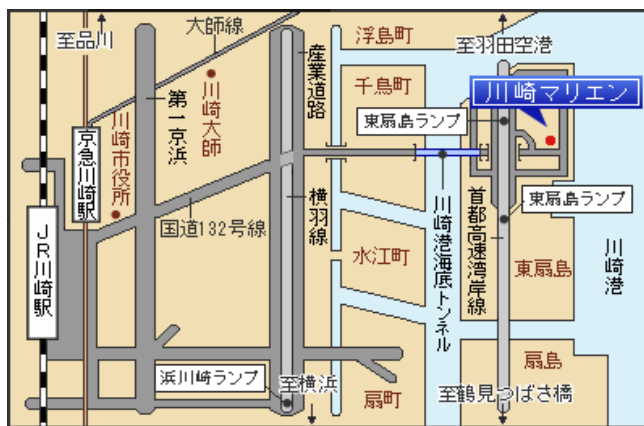 至品川
大師線
浮島町
至羽田空港
産業道路
千鳥町
川崎マリエン
第一京浜
川崎大師
東扇島ランプ
京急川崎駅
川崎市役所
国道132号線
横羽線
川崎港海底トンネル
首都高速湾岸線
東扇島ランプ
JR川崎駅
水江町
東扇島
川崎港
浜川崎ランプ
至横浜
扇町
扇島
至鶴見つばさ橋